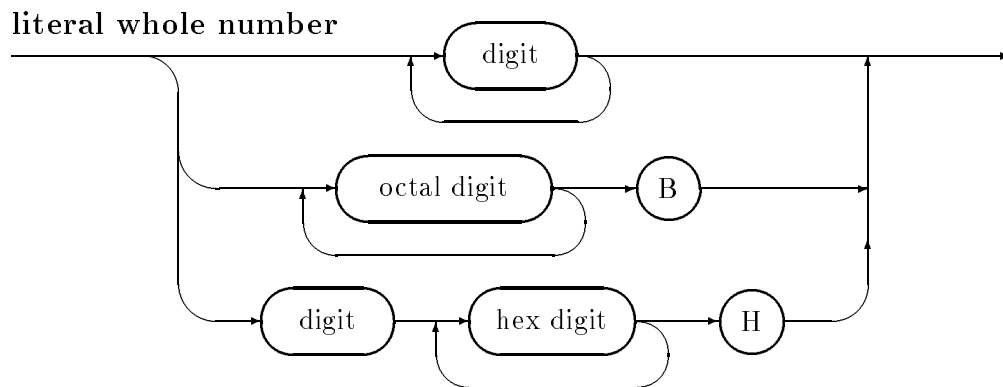 literal whole number
digit
octal digit B
digit hex digit H